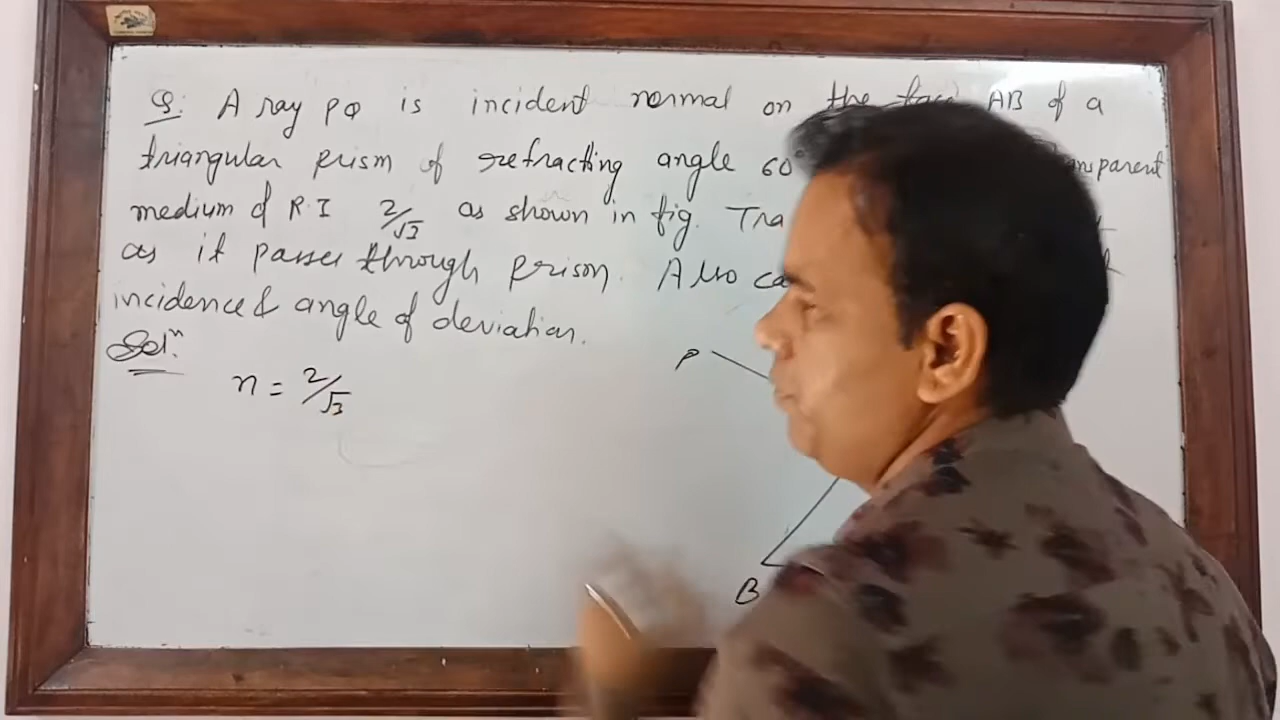 Q: A ray PQ is incident normal on the face AB of a
triangular prism of refracting angle 60°
medium of R.I 2/√3 as shown in fig. Tra
as it passes through prism. Also ca
incidence & angle of deviation.
Solⁿ:
n = 2/√3
P
B